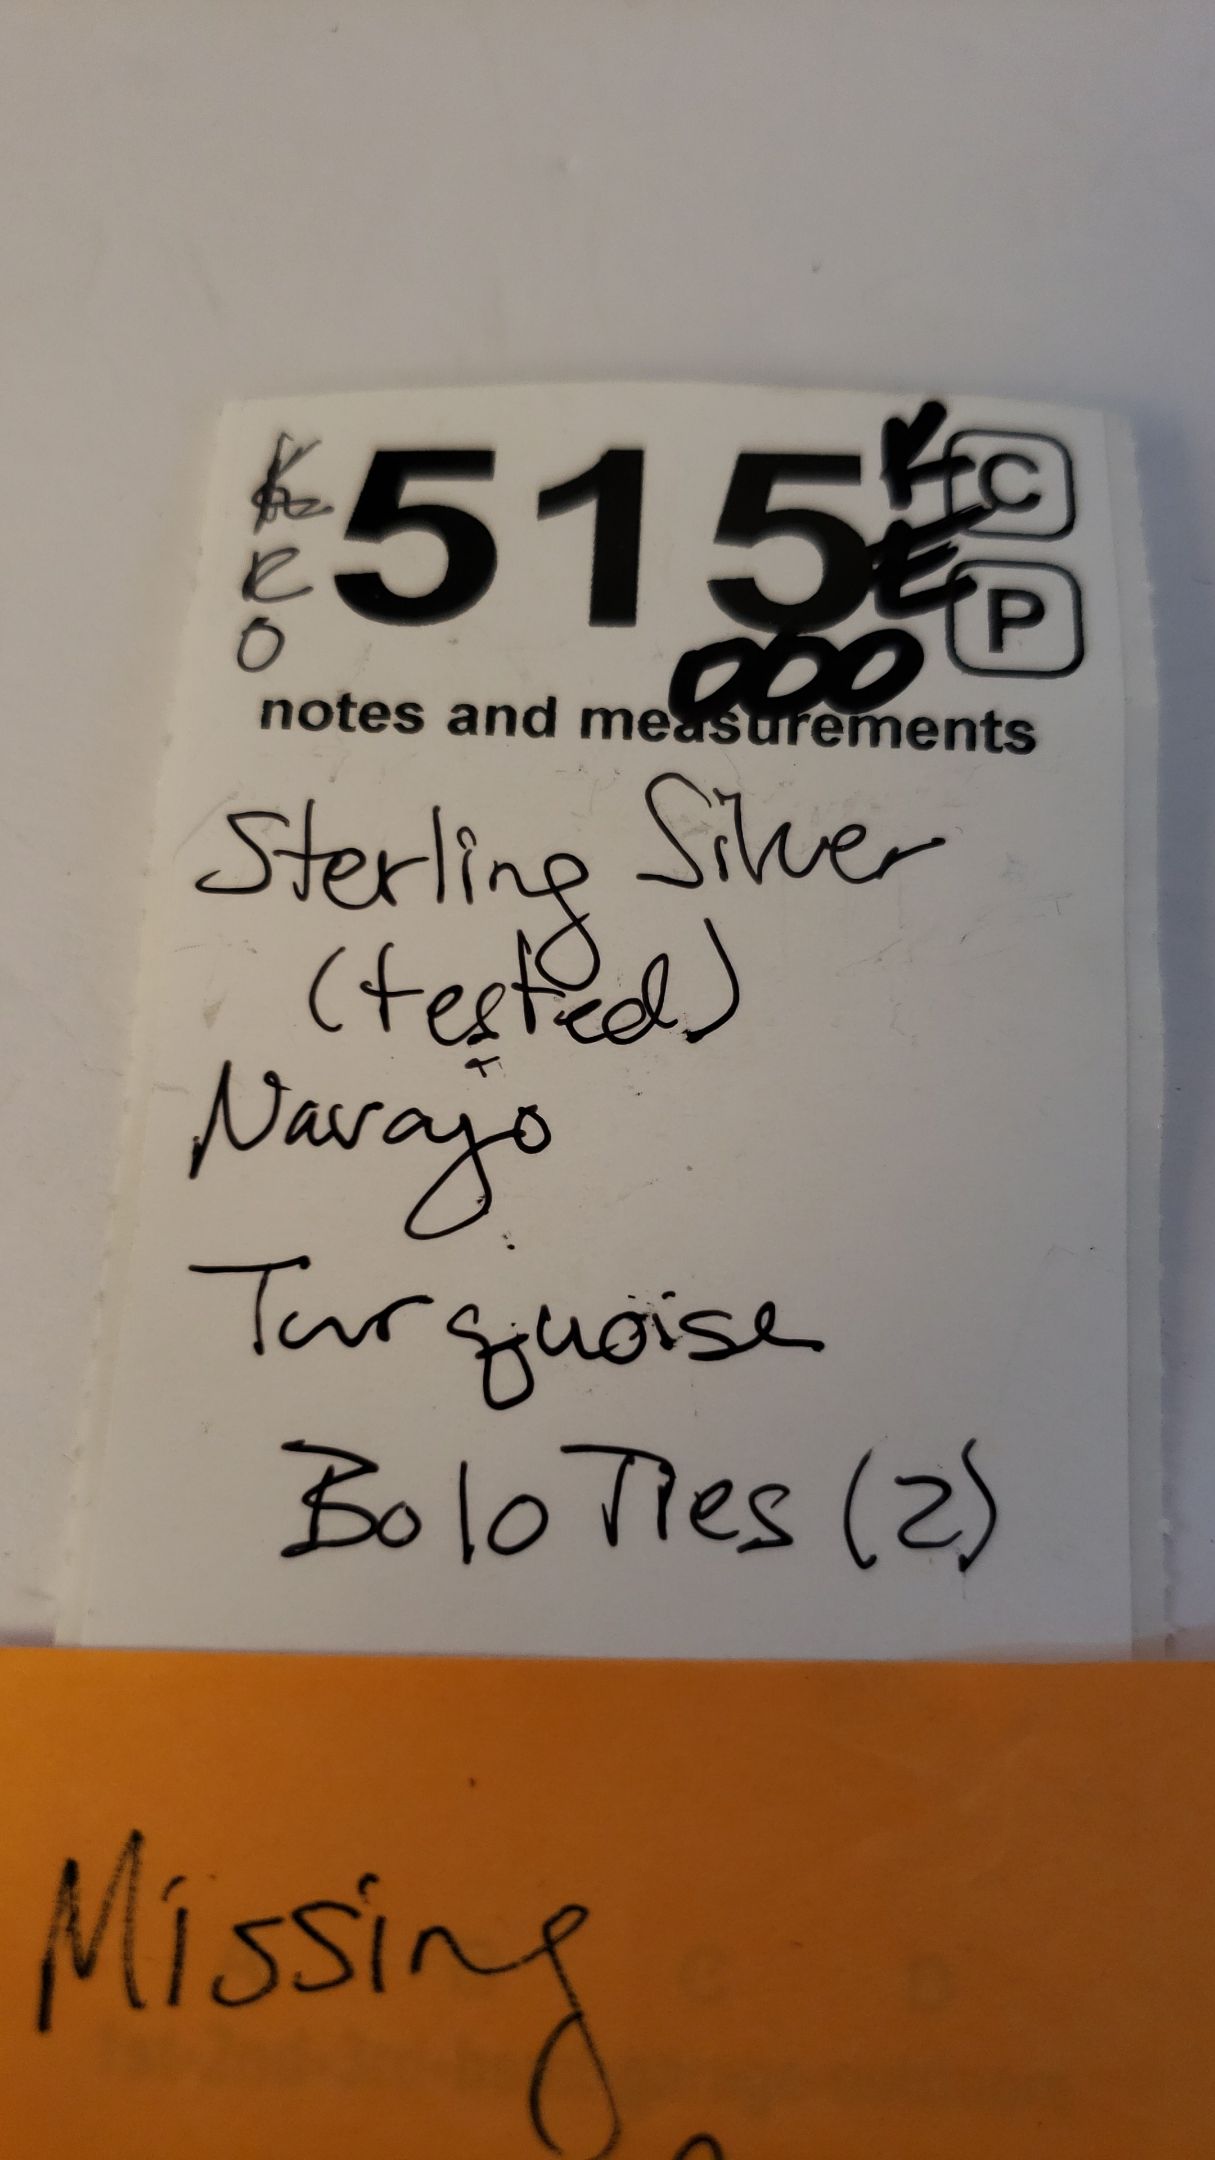 K
R
O
515
K
E
000
C
P
notes and measurements
Sterling Silver
(tested)
Navajo
Turquoise
Bolo Ties (2)
Missing